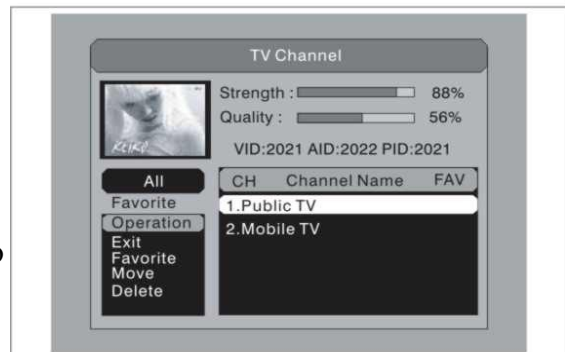 TV Channel
Strength : 88%
Quality : 56%
KEIKO
VID:2021 AID:2022 PID:2021
All
Favorite
Operation
Exit
Favorite
Move
Delete
CH Channel Name FAV
1.Public TV
2.Mobile TV